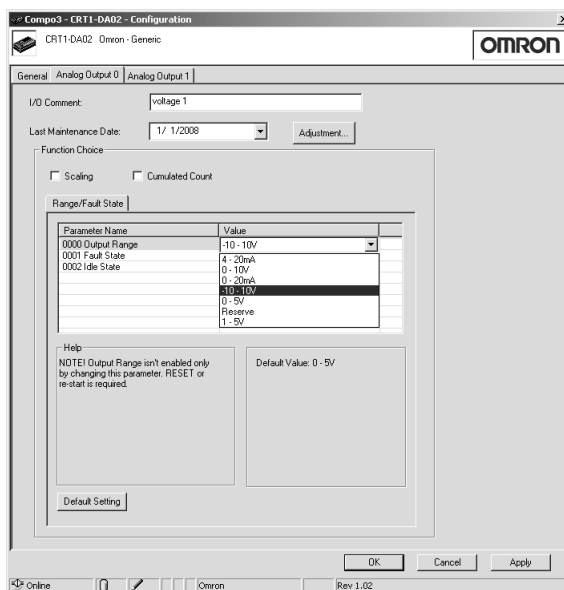 Compo3 - CRT1-DA02 - Configuration
CRT1-DA02 Omron - Generic
OMRON
General Analog Output 0 Analog Output 1
I/O Comment: voltage 1
Last Maintenance Date: 1/ 1/2008 Adjustment...
Function Choice
Scaling Cumulated Count
Range/Fault State
Parameter Name Value
0000 Output Range -10 - 10V
0001 Fault State 4 - 20mA
0002 Idle State 0 - 10V
0 - 20mA
-10 - 10V
0 - 5V
Reserve
1 - 5V
Help
NOTE! Output Range isn't enabled only
by changing this parameter. RESET or
re-start is required.
Default Value: 0 - 5V
Default Setting
OK Cancel Apply
Online Omron Rev 1.02